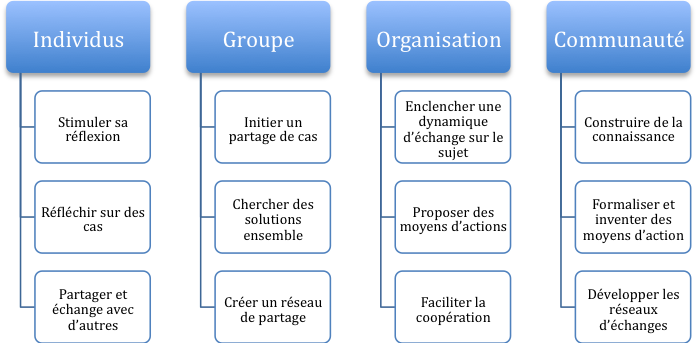 Individus
Stimuler sa
réflexion
Réfléchir sur des
cas
Partager et
échange avec
d'autres
Groupe
Initier un
partage de cas
Chercher des
solutions
ensemble
Créer un réseau
de partage
Organisation
Enclencher une
dynamique
d'échange sur le
sujet
Proposer des
moyens d'actions
Faciliter la
coopération
Communauté
Construire de la
connaissance
Formaliser et
inventer des
moyens d'action
Développer les
réseaux
d'échanges